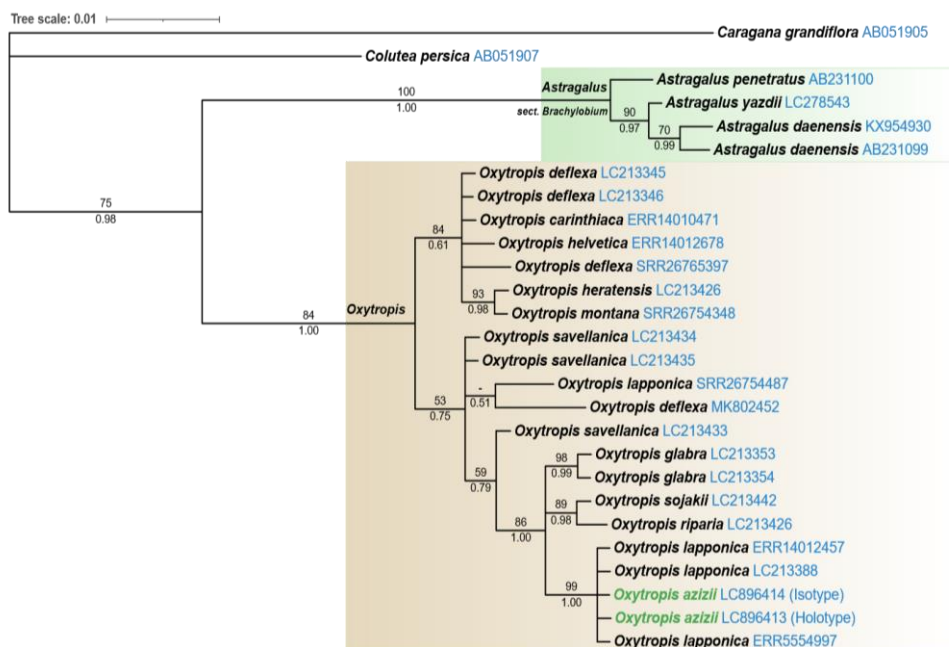 Tree scale: 0.01
Caragana grandiflora AB051905
Colutea persica AB051907
100
1.00
Astragalus
sect. Brachylobium
Astragalus penetratus AB231100
90
0.97
Astragalus yazdii LC278543
70
0.99
Astragalus daenensis KX954930
Astragalus daenensis AB231099
75
0.98
84
1.00
Oxytropis
84
0.61
Oxytropis deflexa LC213345
Oxytropis deflexa LC213346
Oxytropis carinthiaca ERR14010471
Oxytropis helvetica ERR14012678
Oxytropis deflexa SRR26765397
93
0.98
Oxytropis heratensis LC213426
Oxytropis montana SRR26754348
53
0.75
Oxytropis savellanica LC213434
Oxytropis savellanica LC213435
-
0.51
Oxytropis lapponica SRR26754487
Oxytropis deflexa MK802452
59
0.79
Oxytropis savellanica LC213433
86
1.00
98
0.99
Oxytropis glabra LC213353
Oxytropis glabra LC213354
89
0.98
Oxytropis sojakii LC213442
Oxytropis riparia LC213426
99
1.00
Oxytropis lapponica ERR14012457
Oxytropis lapponica LC213388
Oxytropis azizii LC896414 (Isotype)
Oxytropis azizii LC896413 (Holotype)
Oxytropis lapponica ERR5554997